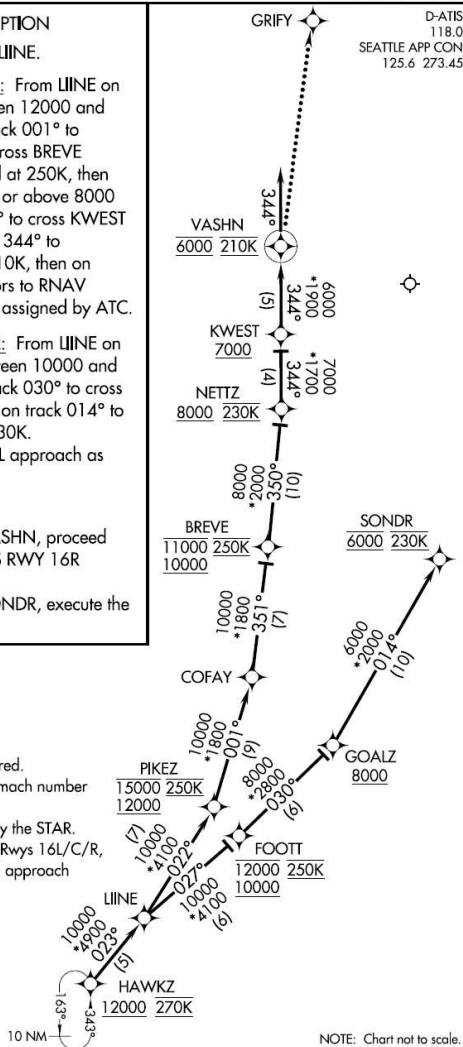 PTION
LIINE.
: From LIINE on
en 12000 and
ck 001° to
ross BREVE
d at 250K, then
or above 8000
° to cross KWEST
344° to
10K, then on
ors to RNAV
assigned by ATC.
: From LIINE on
een 10000 and
ck 030° to cross
on track 014° to
30K.
L approach as
ASHN, proceed
S RWY 16R
ONDR, execute the
red.
mach number
y the STAR.
Rwys 16L/C/R,
approach
D-ATIS
118.0
SEATTLE APP CON
125.6 273.45
GRIFY
344°
VASHN
6000 210K
6000
*1900
344°
(5)
KWEST
7000
7000
*1700
344°
(4)
NETTZ
8000 230K
8000
*2000
350°
(10)
BREVE
11000 250K
10000
10000
*1800
351°
(7)
COFAY
10000
*1800
001°
(9)
PIKEZ
15000 250K
12000
(7)
10000
*4100
022°
SONDR
6000 230K
6000
*2000
014°
(10)
GOALZ
8000
8000
*2800
030°
(6)
FOOTT
12000 250K
10000
027°
10000
*4100
(6)
LIINE
10000
*4900
023°
(5)
HAWKZ
12000 270K
163°
343°
10 NM
NOTE: Chart not to scale.